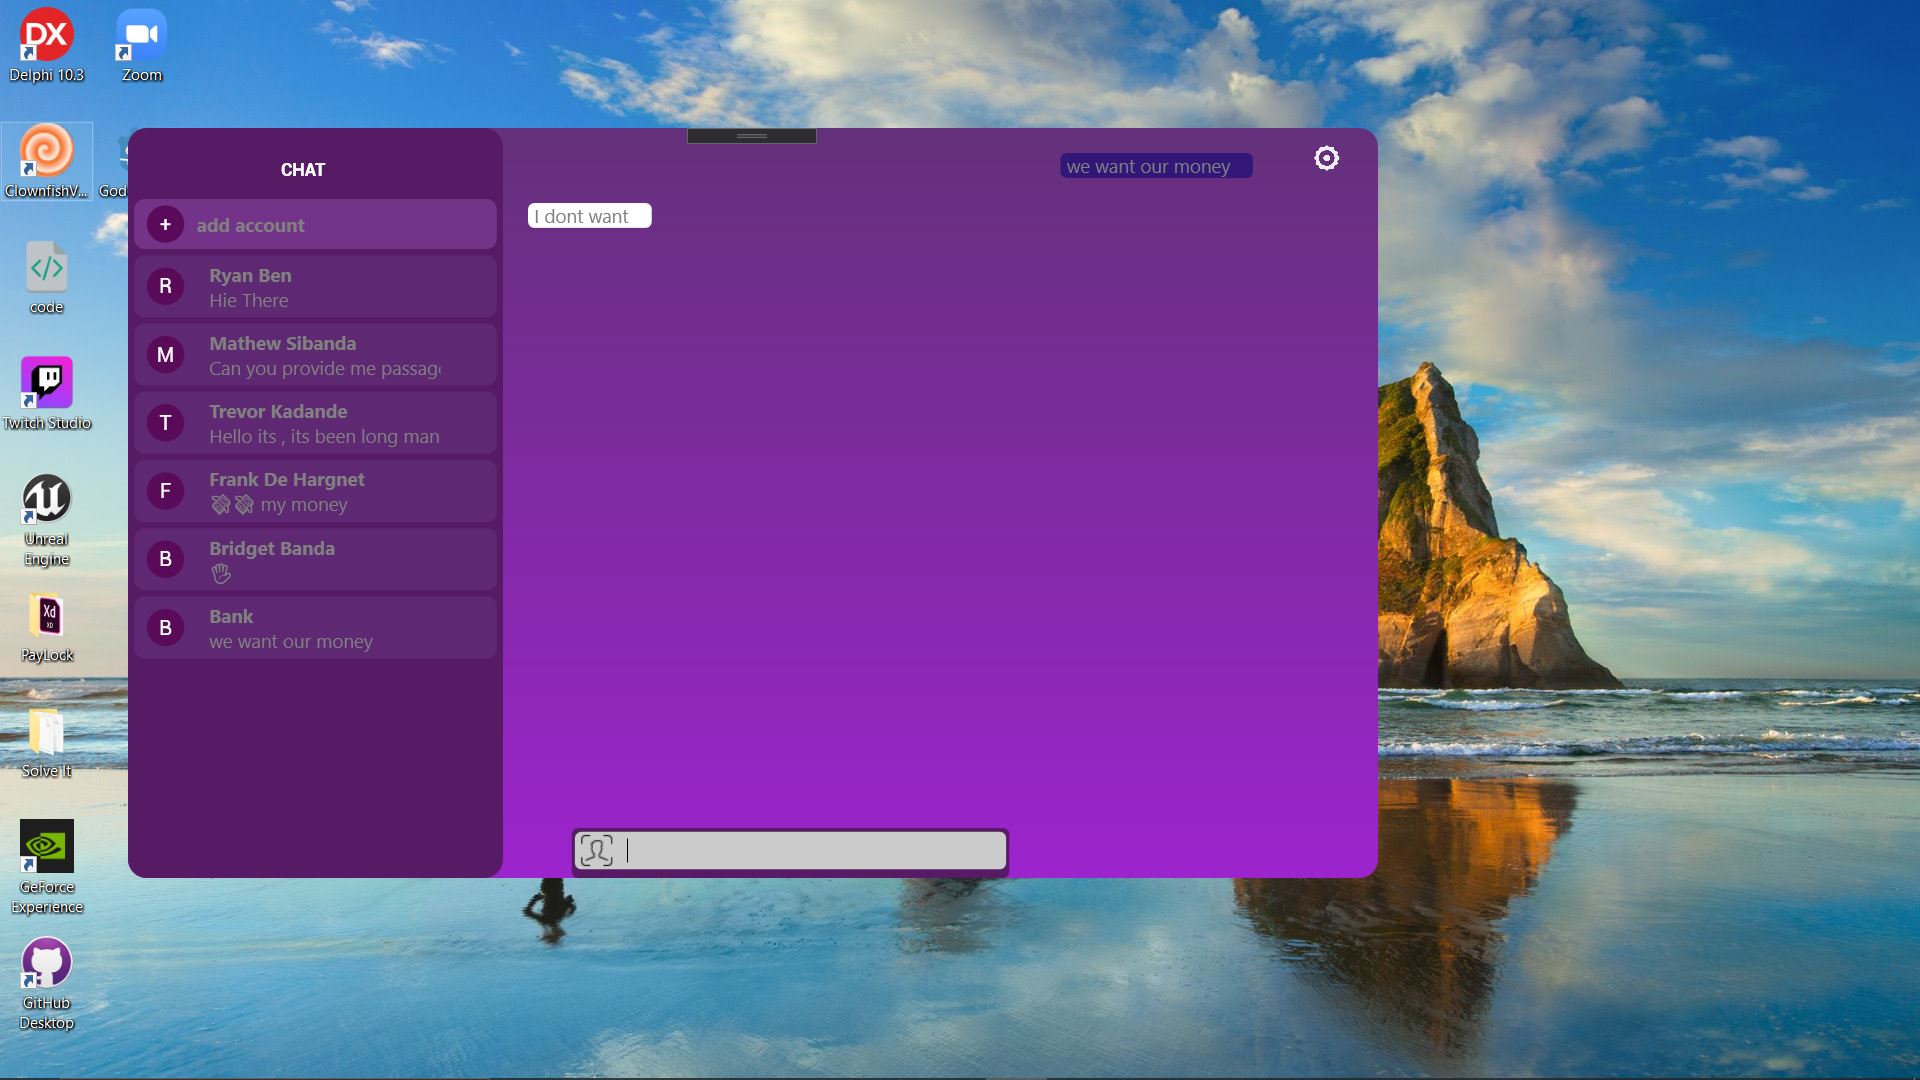 Delphi 10.3
Zoom
ClownfishV...
God
code
Twitch Studio
Unreal
Engine
PayLock
Solve It
GeForce
Experience
GitHub
Desktop
CHAT
+ add account
R
Ryan Ben
Hie There
M
Mathew Sibanda
Can you provide me passag
T
Trevor Kadande
Hello its , its been long man
F
Frank De Hargnet
💸💸 my money
B
Bridget Banda
🖐
B
Bank
we want our money
we want our money
I dont want
DX
Xd
XD